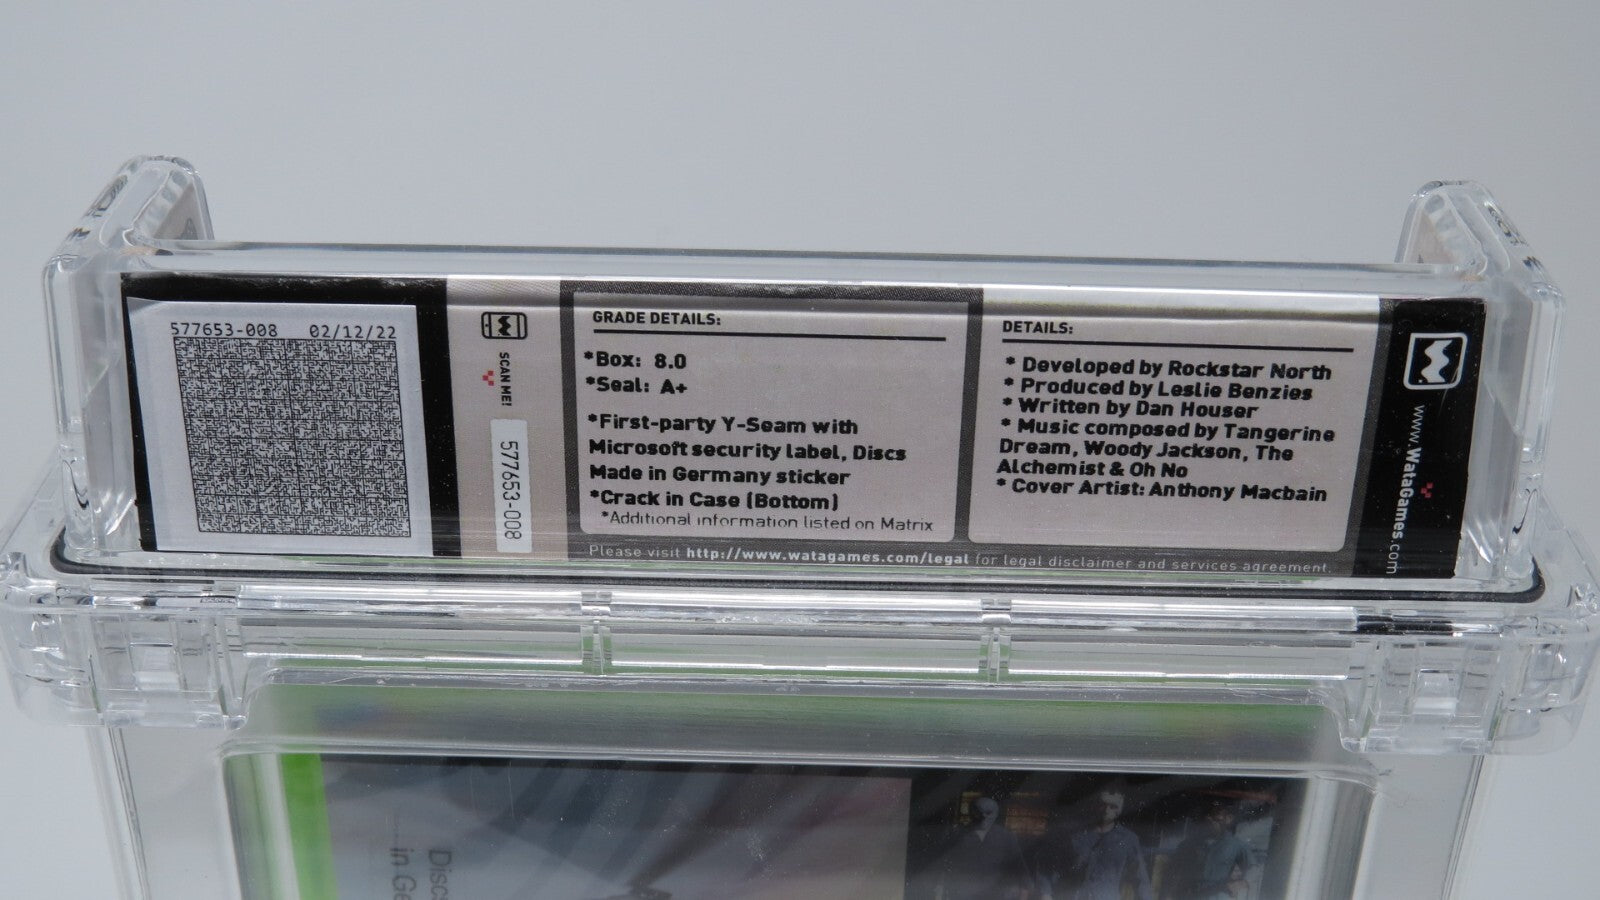 577653-008 02/12/22
SCAN ME!
577653-008
GRADE DETAILS:
*Box: 8.0
*Seal: A+
*First-party Y-Seam with
Microsoft security label, Discs
Made in Germany sticker
*Crack in Case (Bottom)
*Additional information listed on Matrix
DETAILS:
* Developed by Rockstar North
* Produced by Leslie Benzies
* Written by Dan Houser
* Music composed by Tangerine
Dream, Woody Jackson, The
Alchemist & Oh No
* Cover Artist: Anthony Macbain
www.WataGames.com
Please visit http://www.watagames.com/legal for legal disclaimer and services agreement.
Disc
in Ge